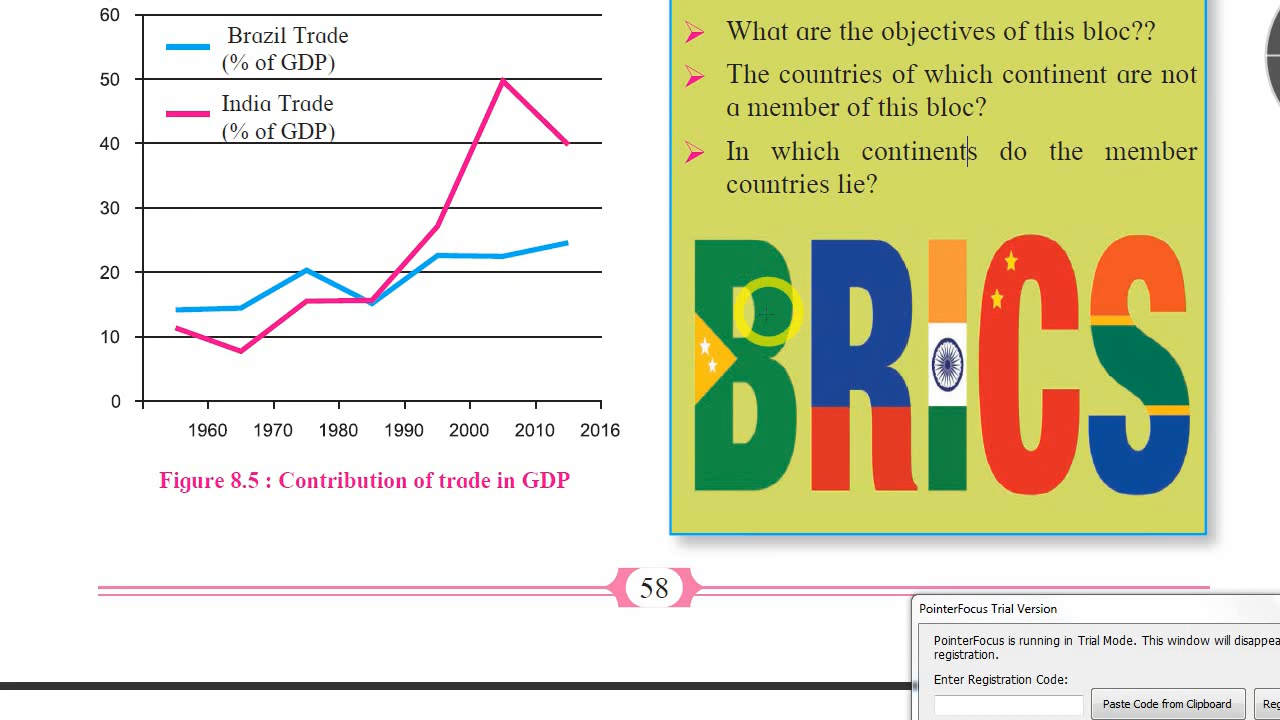 60
50
40
30
20
10
0
Brazil Trade
(% of GDP)
India Trade
(% of GDP)
1960 1970 1980 1990 2000 2010 2016
Figure 8.5 : Contribution of trade in GDP
What are the objectives of this bloc??
The countries of which continent are not
a member of this bloc?
In which continents do the member
countries lie?
BRICS
58
PointerFocus Trial Version
PointerFocus is running in Trial Mode. This window will disappea
registration.
Enter Registration Code:
Paste Code from Clipboard
Reg